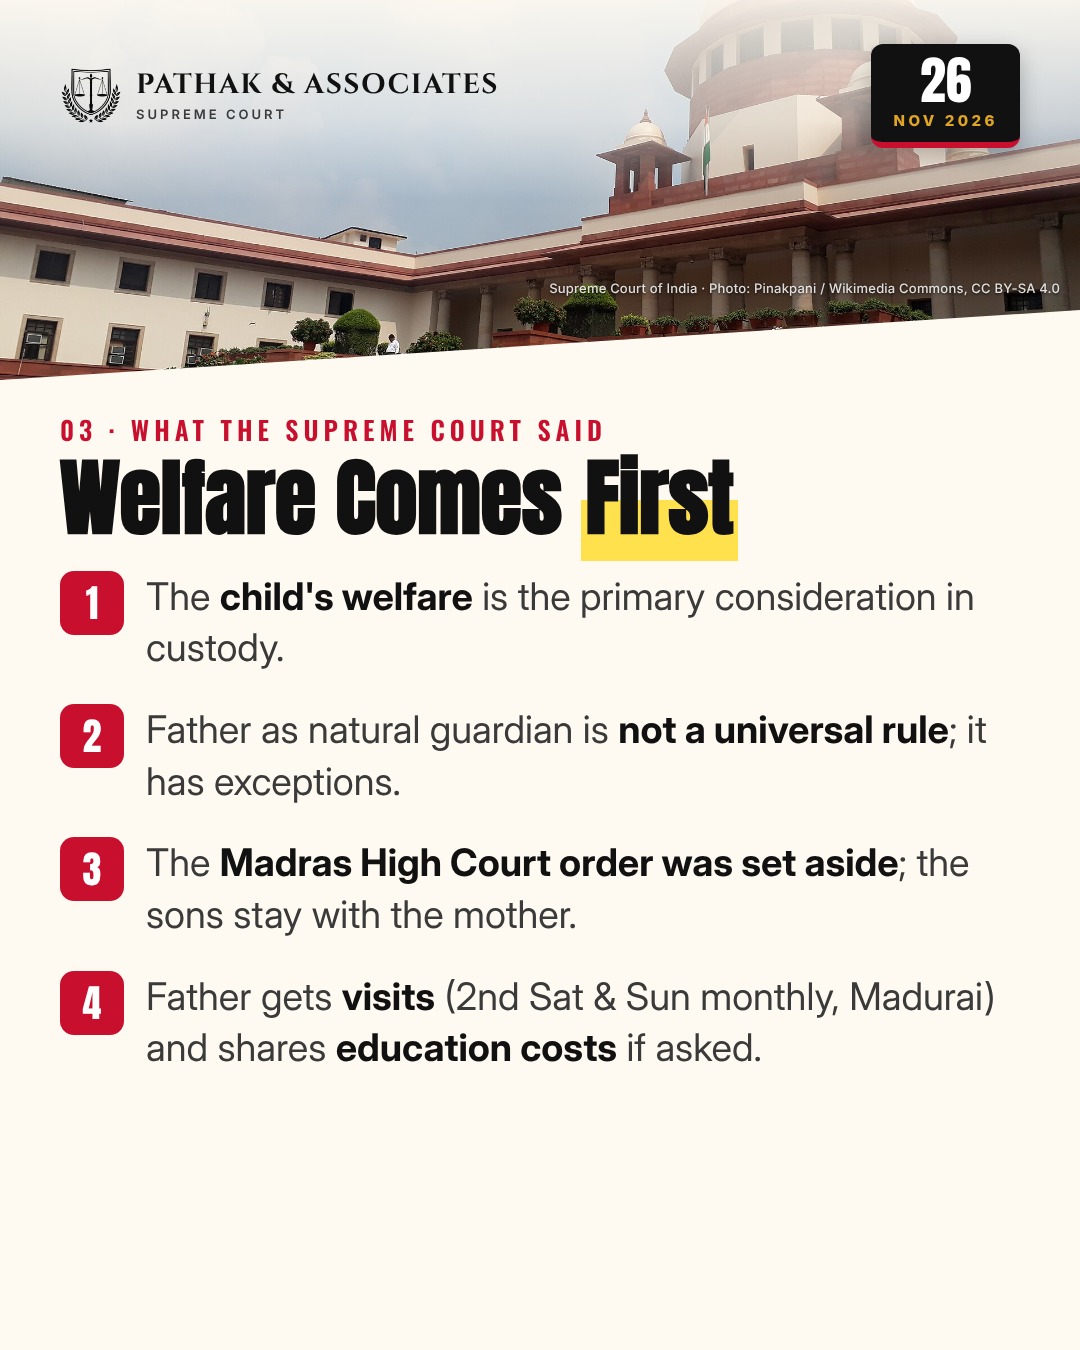 PATHAK & ASSOCIATES
SUPREME COURT
26
NOV 2026
Supreme Court of India · Photo: Pinakpani / Wikimedia Commons, CC BY-SA 4.0
03 · WHAT THE SUPREME COURT SAID
Welfare Comes First
1 The child's welfare is the primary consideration in
custody.
2 Father as natural guardian is not a universal rule; it
has exceptions.
3 The Madras High Court order was set aside; the
sons stay with the mother.
4 Father gets visits (2nd Sat & Sun monthly, Madurai)
and shares education costs if asked.